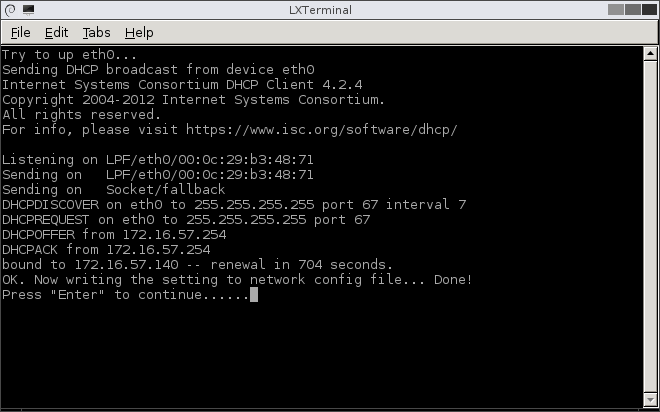 LXTerminal
File Edit Tabs Help
Try to up eth0...
Sending DHCP broadcast from device eth0
Internet Systems Consortium DHCP Client 4.2.4
Copyright 2004-2012 Internet Systems Consortium.
All rights reserved.
For info, please visit https://www.isc.org/software/dhcp/
Listening on LPF/eth0/00:0c:29:b3:48:71
Sending on   LPF/eth0/00:0c:29:b3:48:71
Sending on   Socket/fallback
DHCPDISCOVER on eth0 to 255.255.255.255 port 67 interval 7
DHCPREQUEST on eth0 to 255.255.255.255 port 67
DHCPOFFER from 172.16.57.254
DHCPACK from 172.16.57.254
bound to 172.16.57.140 -- renewal in 704 seconds.
OK. Now writing the setting to network config file... Done!
Press "Enter" to continue......